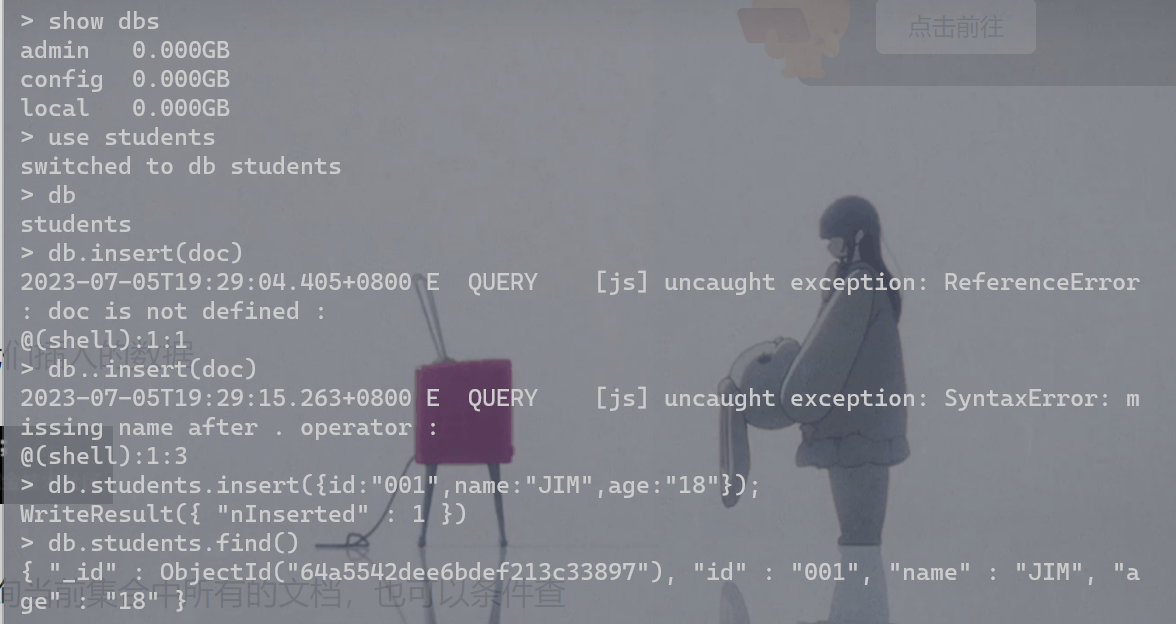 > show dbs
admin   0.000GB
config  0.000GB
local   0.000GB
> use students
switched to db students
> db
students
> db.insert(doc)
2023-07-05T19:29:04.405+0800 E  QUERY    [js] uncaught exception: ReferenceError
: doc is not defined :
@(shell):1:1
> db..insert(doc)
2023-07-05T19:29:15.263+0800 E  QUERY    [js] uncaught exception: SyntaxError: m
issing name after . operator :
@(shell):1:3
> db.students.insert({id:"001",name:"JIM",age:"18"});
WriteResult({ "nInserted" : 1 })
> db.students.find()
{ "_id" : ObjectId("64a5542dee6bdef213c33897"), "id" : "001", "name" : "JIM", "a
ge" : "18" }
点击前往
们插入的数据
询当前集合中所有的文档，也可以条件查